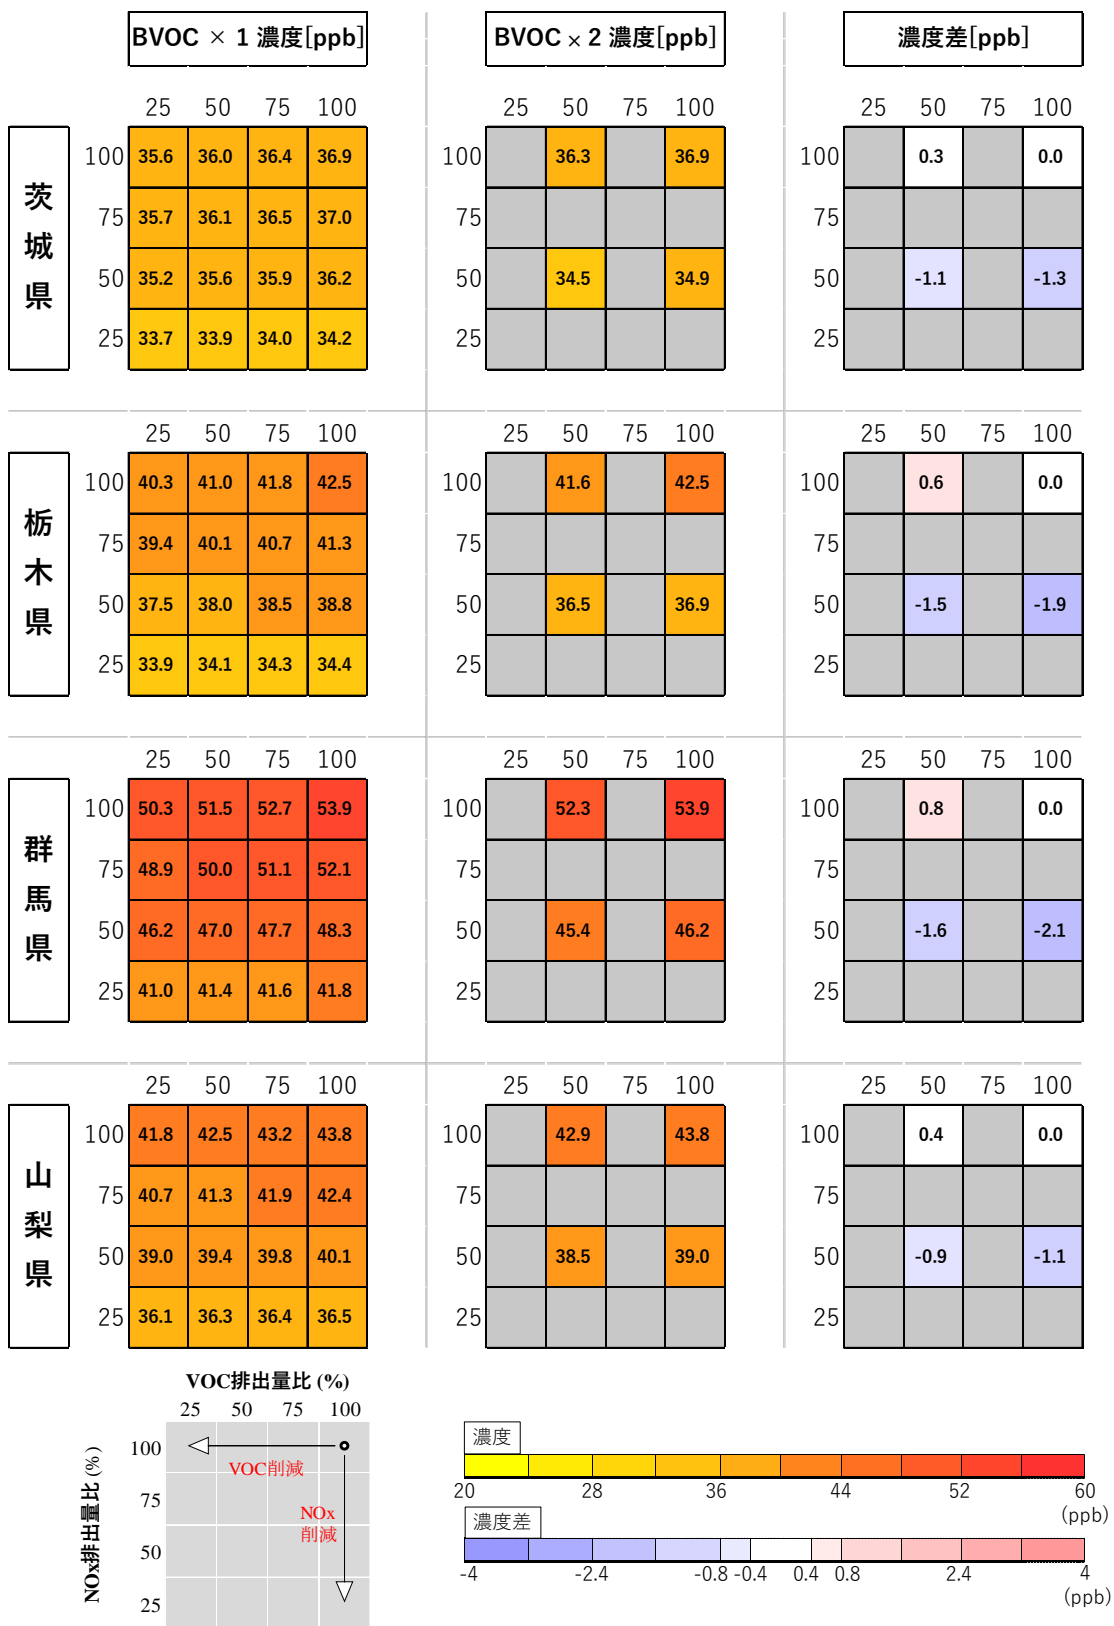 BVOC × 1 濃度[ppb] BVOC × 2 濃度[ppb] 濃度差[ppb]
25 50 75 100 25 50 75 100 25 50 75 100
茨城県
100 35.6 36.0 36.4 36.9 100 36.3 36.9 100 0.3 0.0
75 35.7 36.1 36.5 37.0 75 75
50 35.2 35.6 35.9 36.2 50 34.5 34.9 50 -1.1 -1.3
25 33.7 33.9 34.0 34.2 25 25
25 50 75 100 25 50 75 100 25 50 75 100
栃木県
100 40.3 41.0 41.8 42.5 100 41.6 42.5 100 0.6 0.0
75 39.4 40.1 40.7 41.3 75 75
50 37.5 38.0 38.5 38.8 50 36.5 36.9 50 -1.5 -1.9
25 33.9 34.1 34.3 34.4 25 25
25 50 75 100 25 50 75 100 25 50 75 100
群馬県
100 50.3 51.5 52.7 53.9 100 52.3 53.9 100 0.8 0.0
75 48.9 50.0 51.1 52.1 75 75
50 46.2 47.0 47.7 48.3 50 45.4 46.2 50 -1.6 -2.1
25 41.0 41.4 41.6 41.8 25 25
25 50 75 100 25 50 75 100 25 50 75 100
山梨県
100 41.8 42.5 43.2 43.8 100 42.9 43.8 100 0.4 0.0
75 40.7 41.3 41.9 42.4 75 75
50 39.0 39.4 39.8 40.1 50 38.5 39.0 50 -0.9 -1.1
25 36.1 36.3 36.4 36.5 25 25
VOC排出量比 (%)
25 50 75 100
NOx排出量比 (%)
100
75
50
25
VOC削減
NOx
削減
濃度
20 28 36 44 52 60
(ppb)
濃度差
-4 -2.4 -0.8 -0.4 0.4 0.8 2.4 4
(ppb)